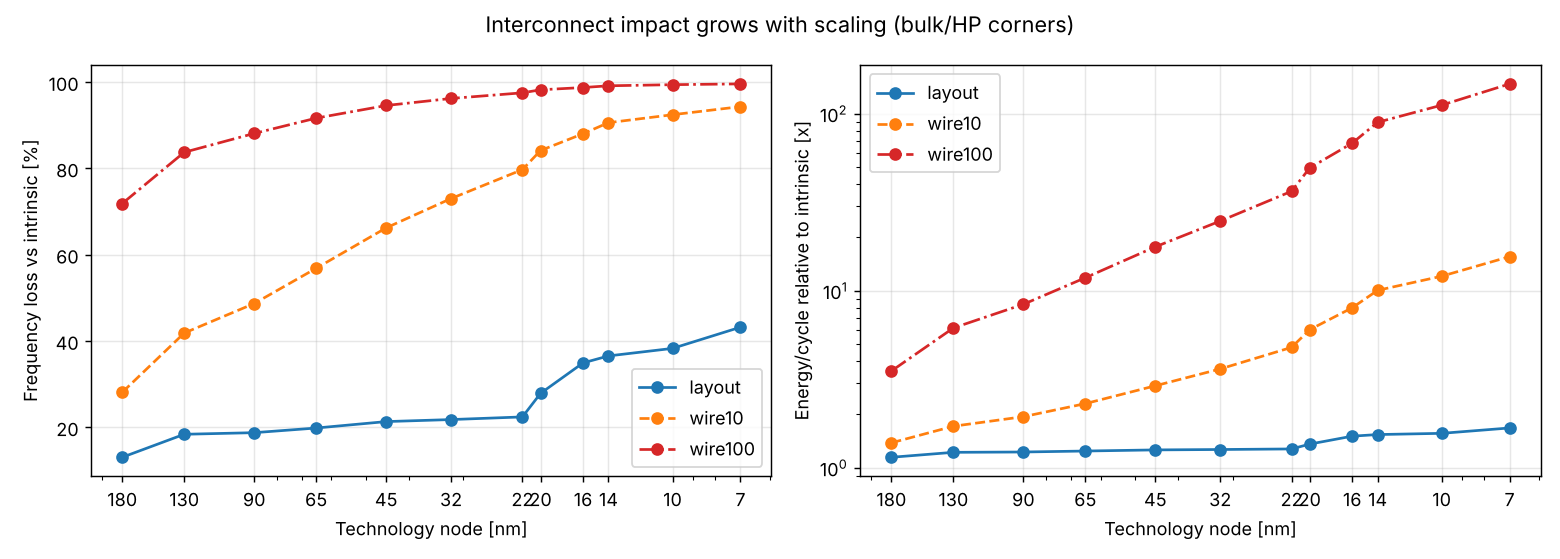 Interconnect impact grows with scaling (bulk/HP corners)
Frequency loss vs intrinsic [%]
100
80
60
40
20
layout
wire10
wire100
180 130 90 65 45 32 22 20 16 14 10 7
Technology node [nm]
Energy/cycle relative to intrinsic [x]
10²
10¹
10⁰
layout
wire10
wire100
180 130 90 65 45 32 22 20 16 14 10 7
Technology node [nm]